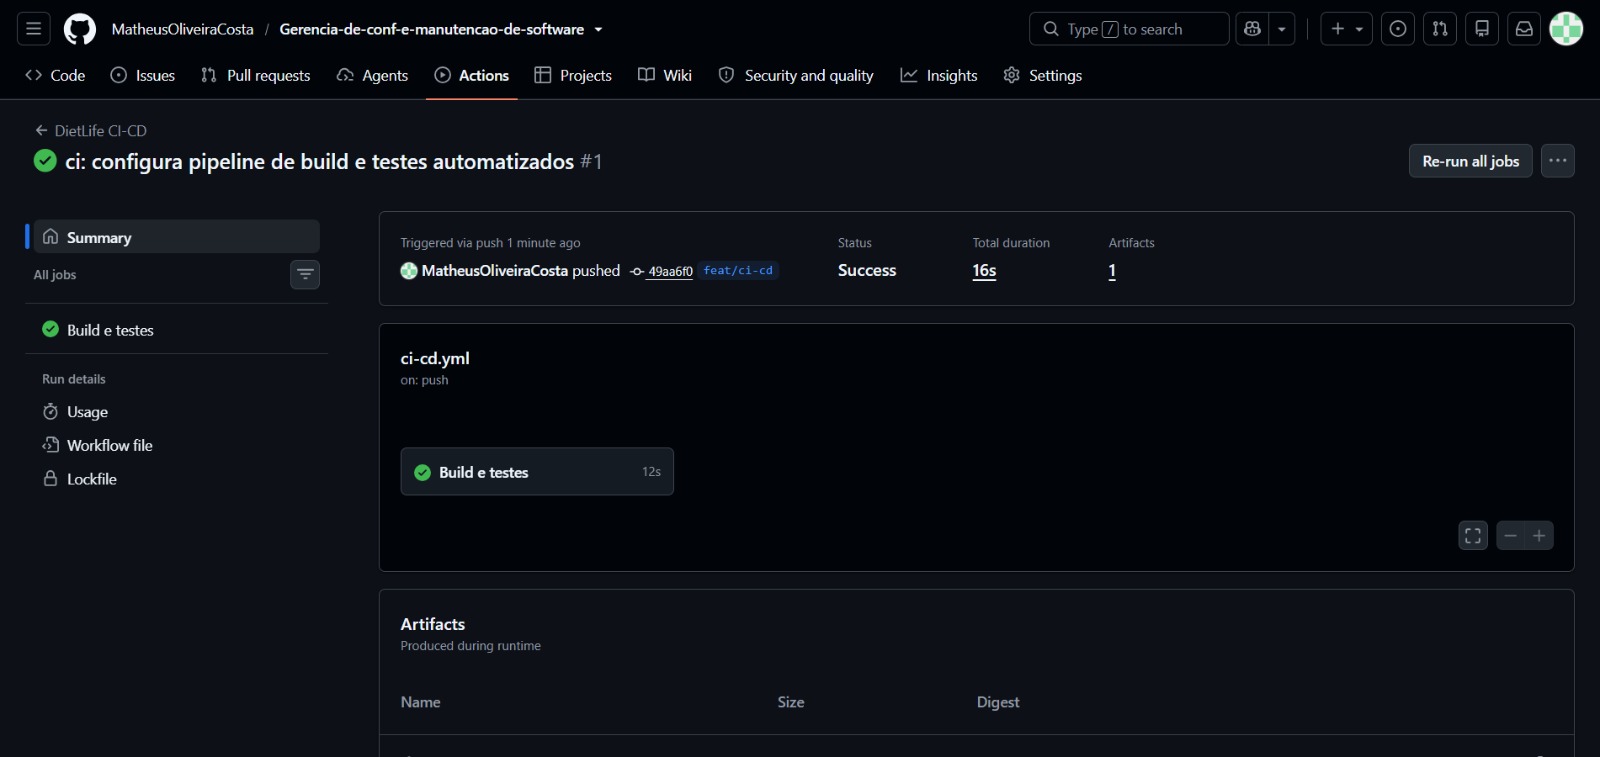 MatheusOliveiraCosta / Gerencia-de-conf-e-manutencao-de-software
Type / to search
Code Issues Pull requests Agents Actions Projects Wiki Security and quality Insights Settings
DietLife CI-CD
ci: configura pipeline de build e testes automatizados #1
Re-run all jobs
Summary
All jobs
Build e testes
Run details
Usage
Workflow file
Lockfile
Triggered via push 1 minute ago
MatheusOliveiraCosta pushed 49aa6f0 feat/ci-cd
Status
Success
Total duration
16s
Artifacts
1
ci-cd.yml
on: push
Build e testes 12s
Artifacts
Produced during runtime
Name Size Digest